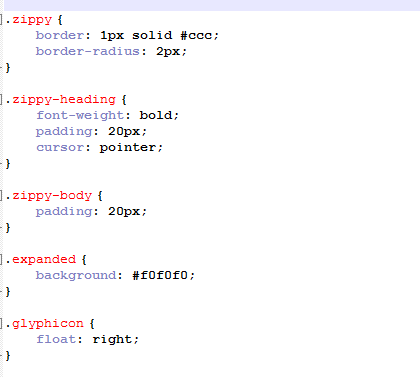 .zippy {
    border: 1px solid #ccc;
    border-radius: 2px;
}
.zippy-heading {
    font-weight: bold;
    padding: 20px;
    cursor: pointer;
}
.zippy-body {
    padding: 20px;
}
.expanded {
    background: #f0f0f0;
}
.glyphicon {
    float: right;
}